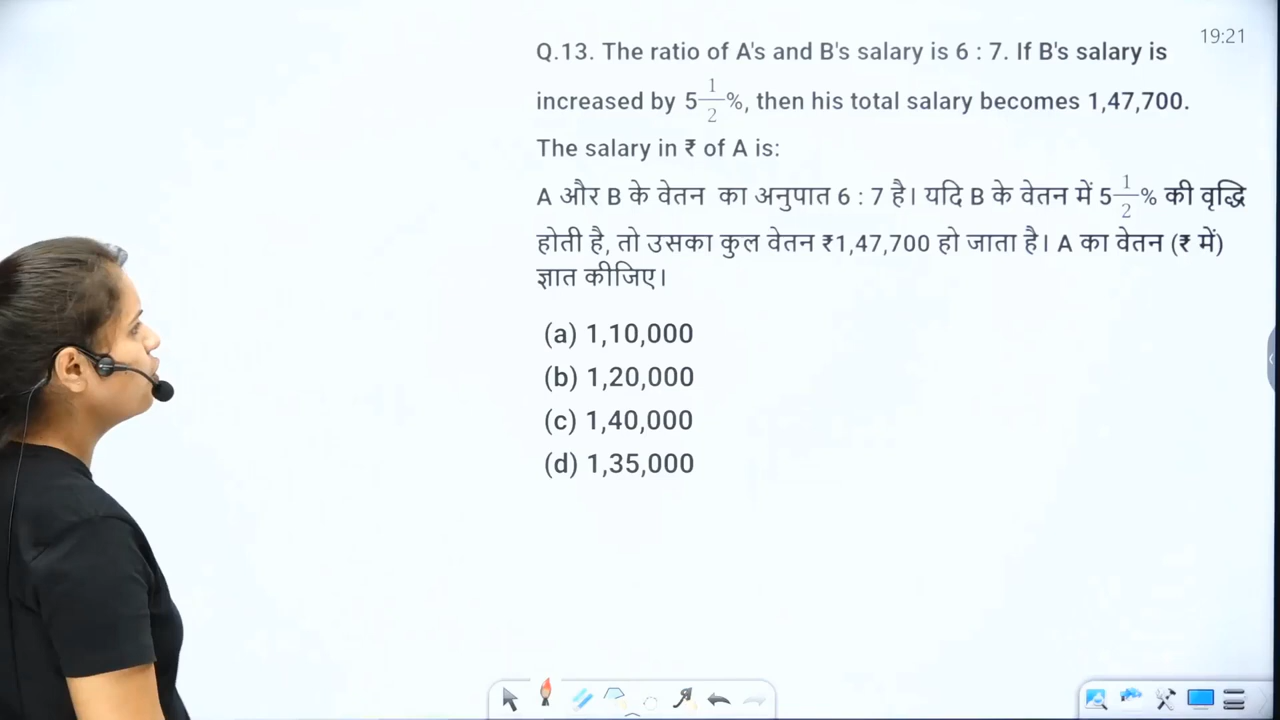 19:21
Q.13. The ratio of A's and B's salary is 6 : 7. If B's salary is
increased by 5 1/2 %, then his total salary becomes 1,47,700.
The salary in ₹ of A is:
A और B के वेतन का अनुपात 6 : 7 है। यदि B के वेतन में 5 1/2 % की वृद्धि
होती है, तो उसका कुल वेतन ₹1,47,700 हो जाता है। A का वेतन (₹ में)
ज्ञात कीजिए।
(a) 1,10,000
(b) 1,20,000
(c) 1,40,000
(d) 1,35,000